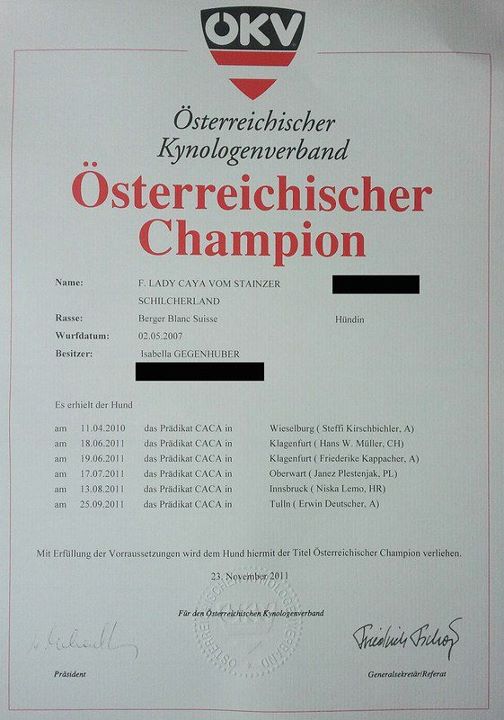 ÖKV
Österreichischer
Kynologenverband
Österreichischer
Champion
Name: F. LADY CAYA VOM STAINZER
SCHILCHERLAND
Rasse: Berger Blanc Suisse Hündin
Wurfdatum: 02.05.2007
Besitzer: Isabella GEGENHUBER
Es erhielt der Hund
am 11.04.2010 das Prädikat CACA in Wieselburg ( Steffi Kirschbichler, A)
am 18.06.2011 das Prädikat CACA in Klagenfurt ( Hans W. Müller, CH)
am 19.06.2011 das Prädikat CACA in Klagenfurt ( Friederike Kappacher, A)
am 17.07.2011 das Prädikat CACA in Oberwart ( Janez Plestenjak, PL)
am 13.08.2011 das Prädikat CACA in Innsbruck ( Niska Lemo, HR)
am 25.09.2011 das Prädikat CACA in Tulln ( Erwin Deutscher, A)
Mit Erfüllung der Vorraussetzungen wird dem Hund hiermit der Titel Österreichischer Champion verliehen.
23. November 2011
Für den Österreichischen Kynologenverband
ÖKV
Präsident Generalsekretär/Referat